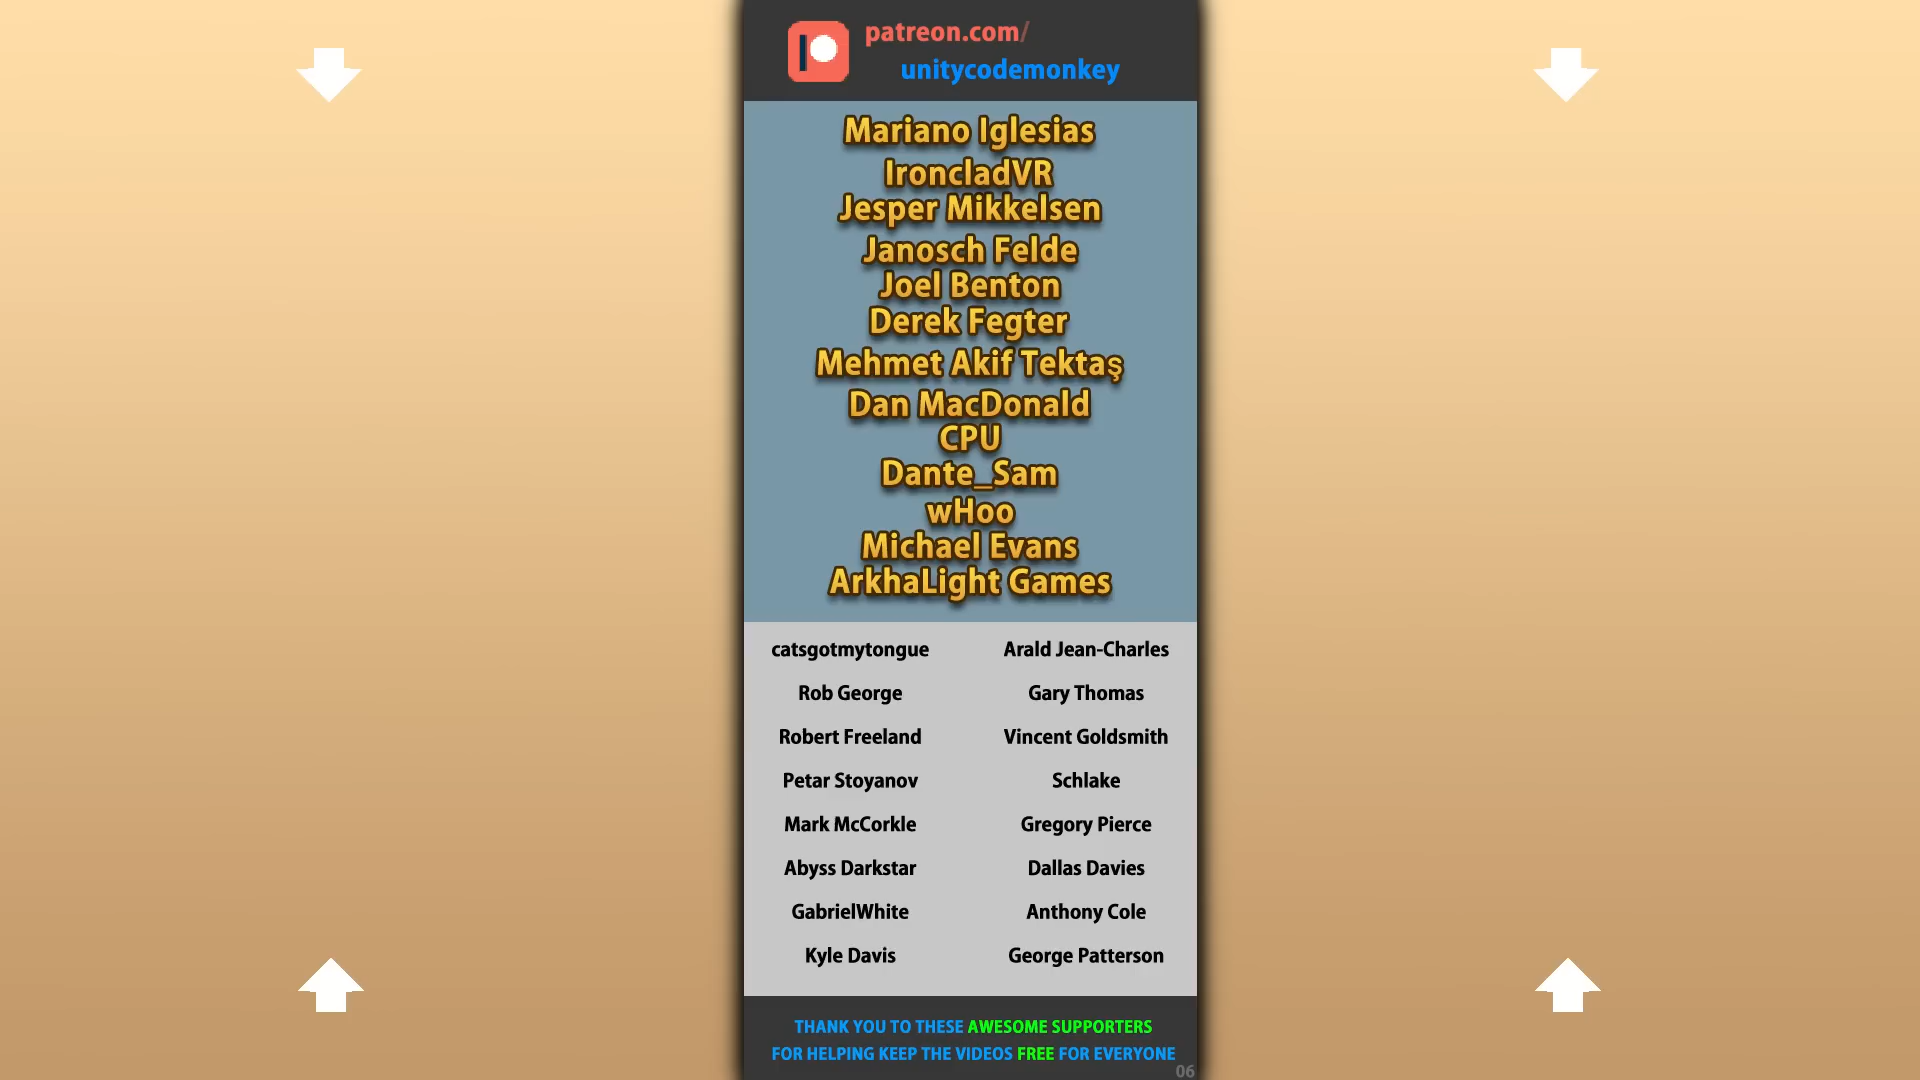 patreon.com/
unitycodemonkey
Mariano Iglesias
IroncladVR
Jesper Mikkelsen
Janosch Felde
Joel Benton
Derek Fegter
Mehmet Akif Tektaş
Dan MacDonald
CPU
Dante_Sam
wHoo
Michael Evans
ArkhaLight Games
catsgotmytongue Arald Jean-Charles
Rob George Gary Thomas
Robert Freeland Vincent Goldsmith
Petar Stoyanov Schlake
Mark McCorkle Gregory Pierce
Abyss Darkstar Dallas Davies
GabrielWhite Anthony Cole
Kyle Davis George Patterson
THANK YOU TO THESE AWESOME SUPPORTERS
FOR HELPING KEEP THE VIDEOS FREE FOR EVERYONE
06